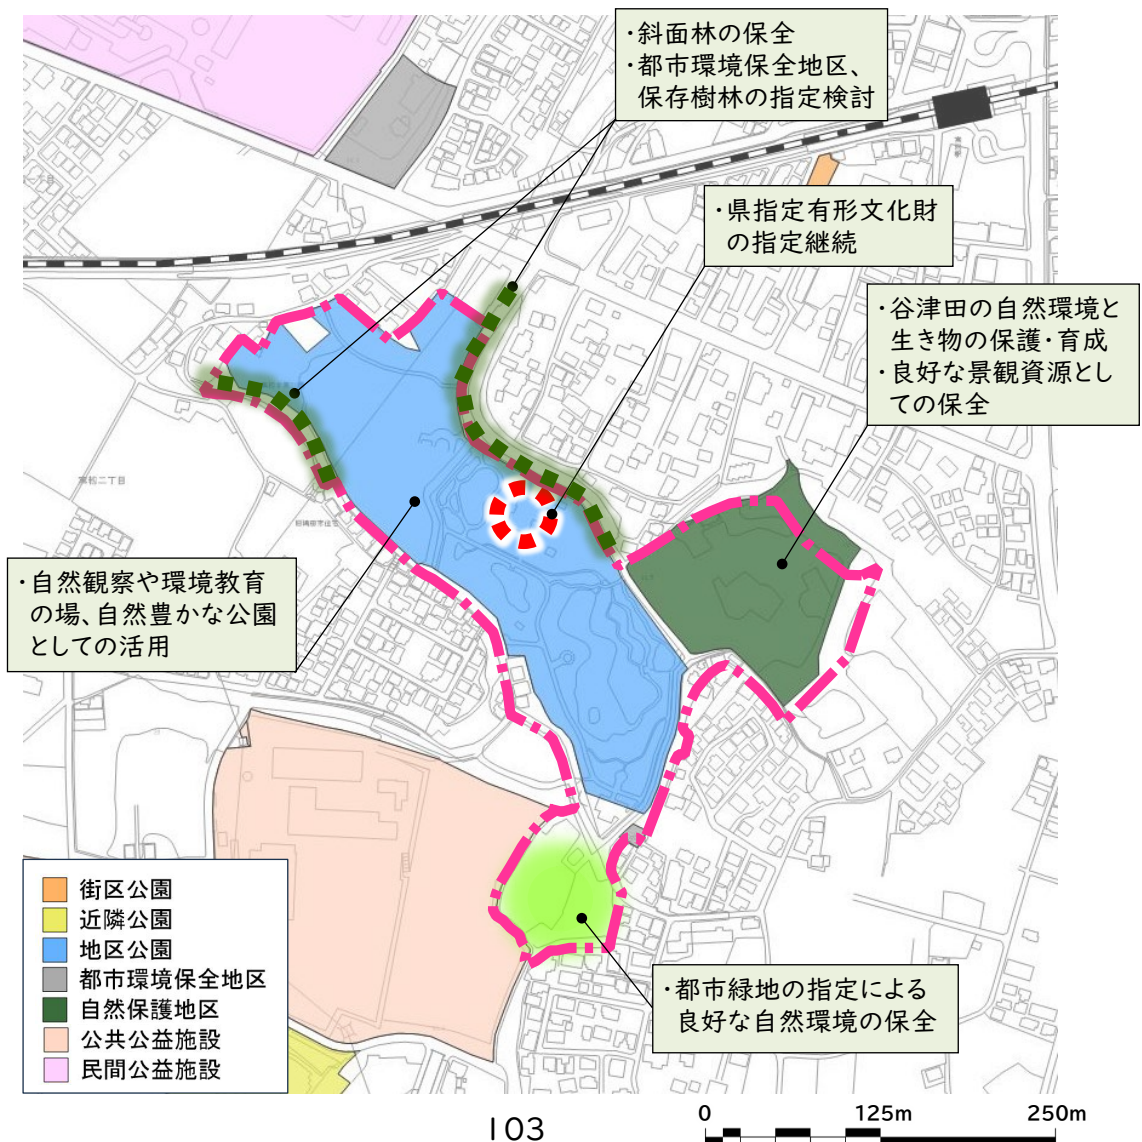 ・斜面林の保全
・都市環境保全地区、
保存樹林の指定検討
・県指定有形文化財
の指定継続
・谷津田の自然環境と
生き物の保護・育成
・良好な景観資源とし
ての保全
・自然観察や環境教育
の場、自然豊かな公園
としての活用
・都市緑地の指定による
良好な自然環境の保全
街区公園
近隣公園
地区公園
都市環境保全地区
自然保護地区
公共公益施設
民間公益施設
103
0 125m 250m